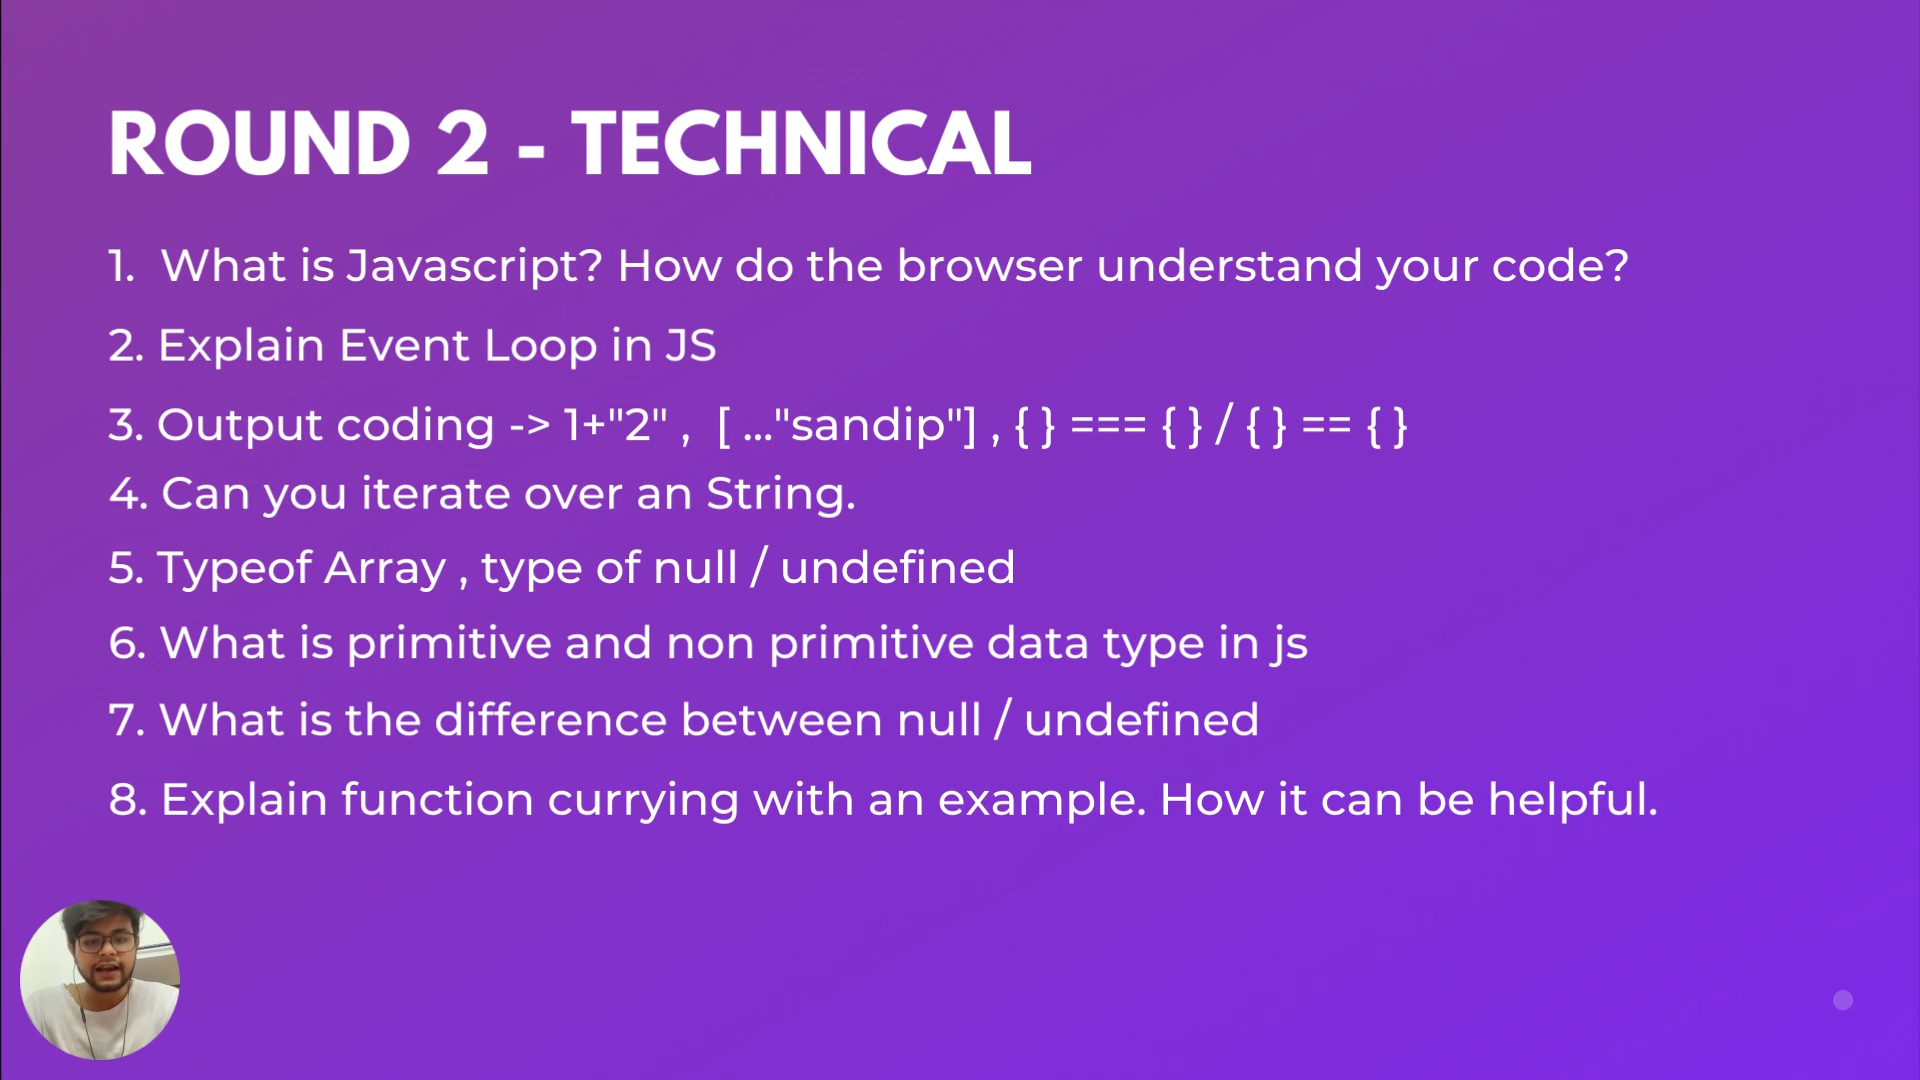 ROUND 2 - TECHNICAL
1. What is Javascript? How do the browser understand your code?
2. Explain Event Loop in JS
3. Output coding -> 1+"2" , [ ..."sandip"] , { } === { } / { } == { }
4. Can you iterate over an String.
5. Typeof Array , type of null / undefined
6. What is primitive and non primitive data type in js
7. What is the difference between null / undefined
8. Explain function currying with an example. How it can be helpful.